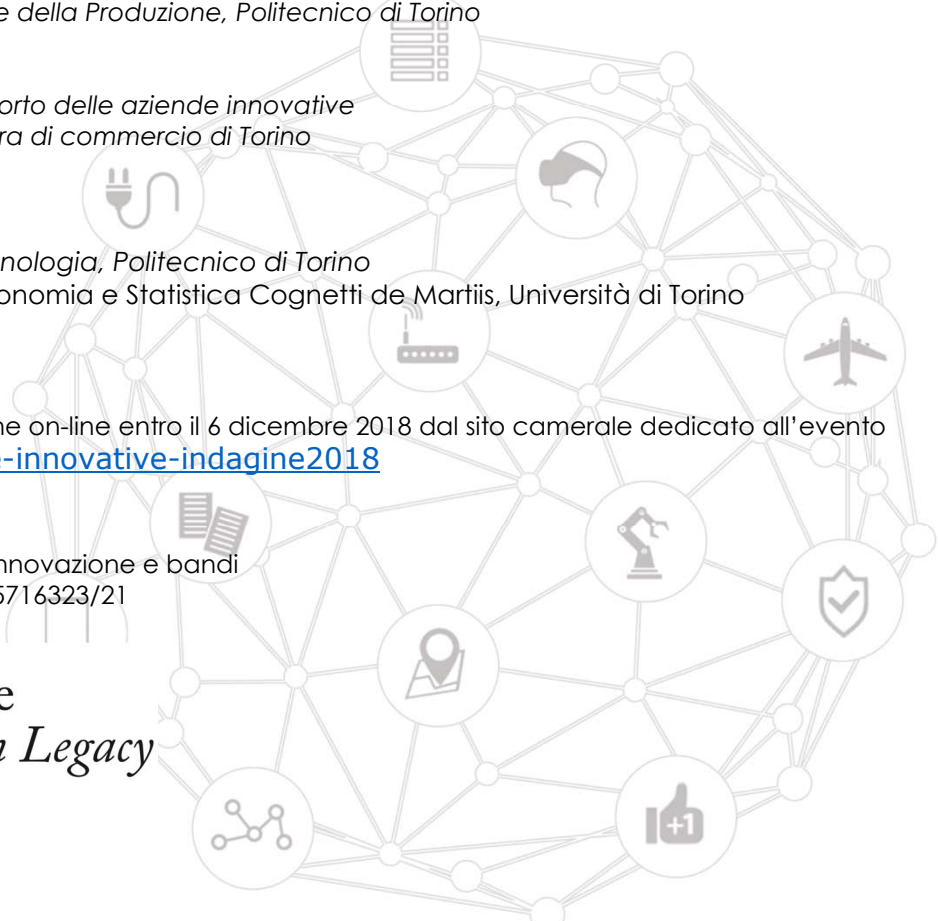 e della Produzione, Politecnico di Torino
orto delle aziende innovative
ra di commercio di Torino
nologia, Politecnico di Torino
onomia e Statistica Cognetti de Martiis, Università di Torino
ne on-line entro il 6 dicembre 2018 dal sito camerale dedicato all’evento
e-innovative-indagine2018
nnovazione e bandi
5716323/21
e
Legacy
+1